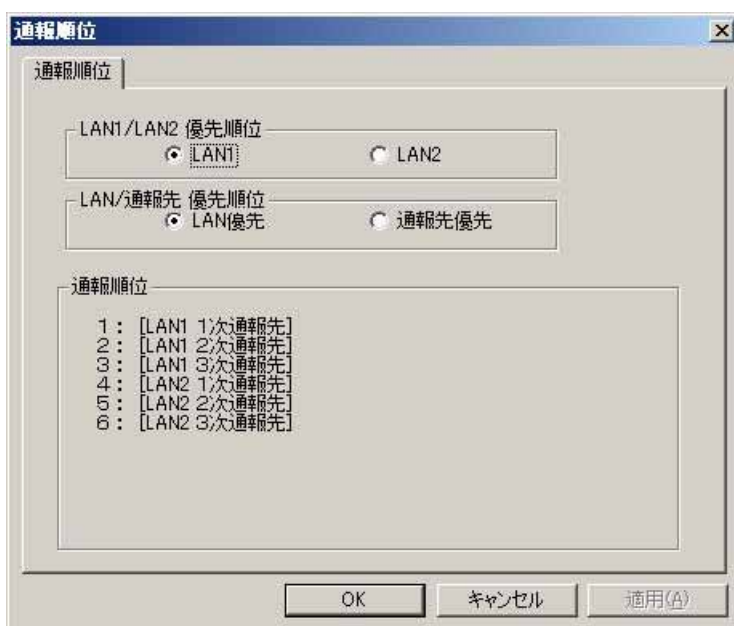 通報順位
通報順位
LAN1/LAN2 優先順位
LAN1 LAN2
LAN/通報先 優先順位
LAN優先 通報先優先
通報順位
1： [LAN1 1次通報先]
2： [LAN1 2次通報先]
3： [LAN1 3次通報先]
4： [LAN2 1次通報先]
5： [LAN2 2次通報先]
6： [LAN2 3次通報先]
OK キャンセル 適用(A)